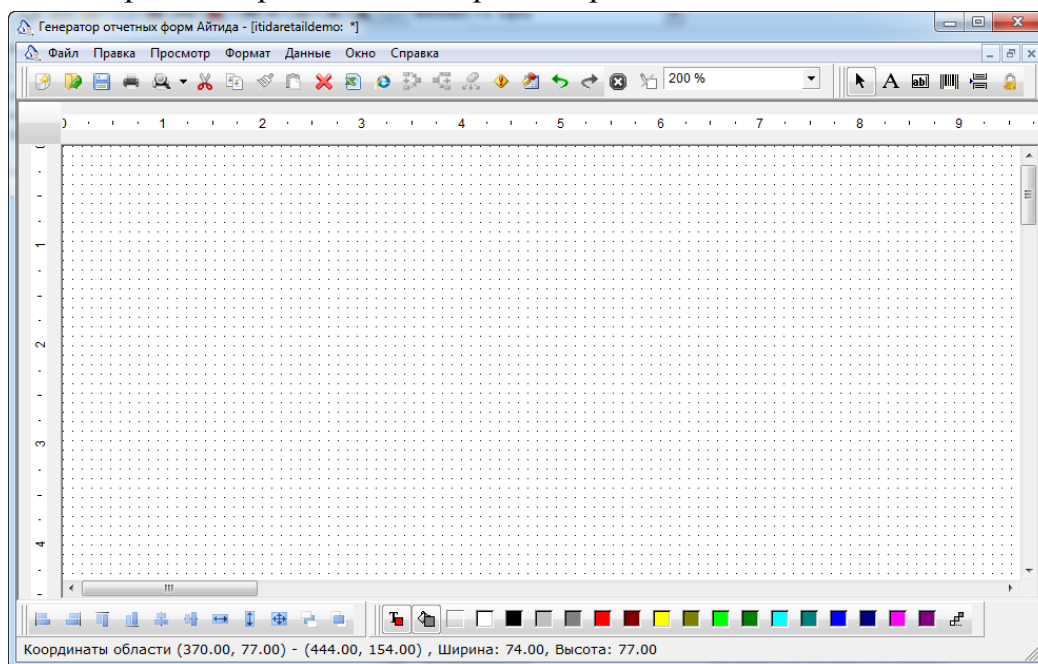 Генератор отчетных форм Айтида - [itidaretaildemo: *]
Файл Правка Просмотр Формат Данные Окно Справка
200 %
A ab|
0 1 2 3 4 5 6 7 8 9
0
1
2
3
4
Координаты области (370.00, 77.00) - (444.00, 154.00) , Ширина: 74.00, Высота: 77.00